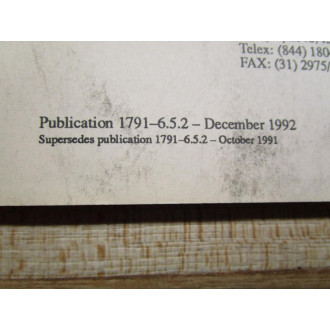 Telex: (844) 180
FAX: (31) 2975/
Publication 1791–6.5.2 – December 1992
Supersedes publication 1791–6.5.2 – October 1991